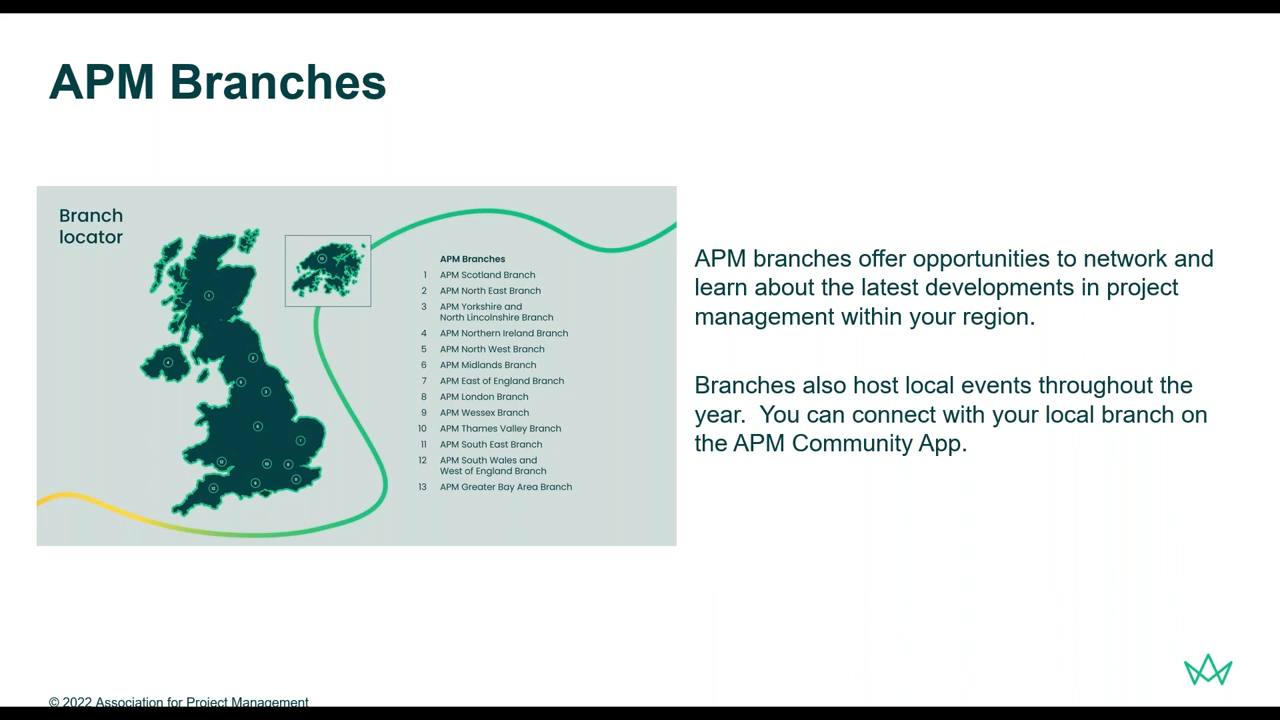 APM Branches
Branch
locator
APM Branches
1 APM Scotland Branch
2 APM North East Branch
3 APM Yorkshire and
North Lincolnshire Branch
4 APM Northern Ireland Branch
5 APM North West Branch
6 APM Midlands Branch
7 APM East of England Branch
8 APM London Branch
9 APM Wessex Branch
10 APM Thames Valley Branch
11 APM South East Branch
12 APM South Wales and
West of England Branch
13 APM Greater Bay Area Branch
APM branches offer opportunities to network and
learn about the latest developments in project
management within your region.
Branches also host local events throughout the
year.  You can connect with your local branch on
the APM Community App.
© 2022 Association for Project Management